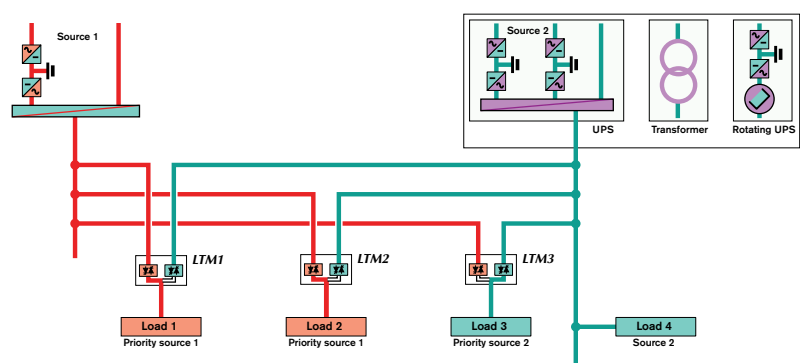 Source 1
Source 2
UPS
Transformer
Rotating UPS
LTM1
LTM2
LTM3
Load 1
Load 2
Load 3
Load 4
Priority source 1
Priority source 1
Priority source 2
Source 2